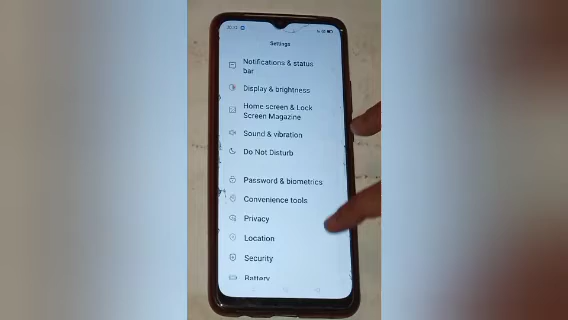 Settings
Notifications & status
bar
Display & brightness
Home screen & Lock
Screen Magazine
Sound & vibration
Do Not Disturb
Password & biometrics
Convenience tools
Privacy
Location
Security
Battery